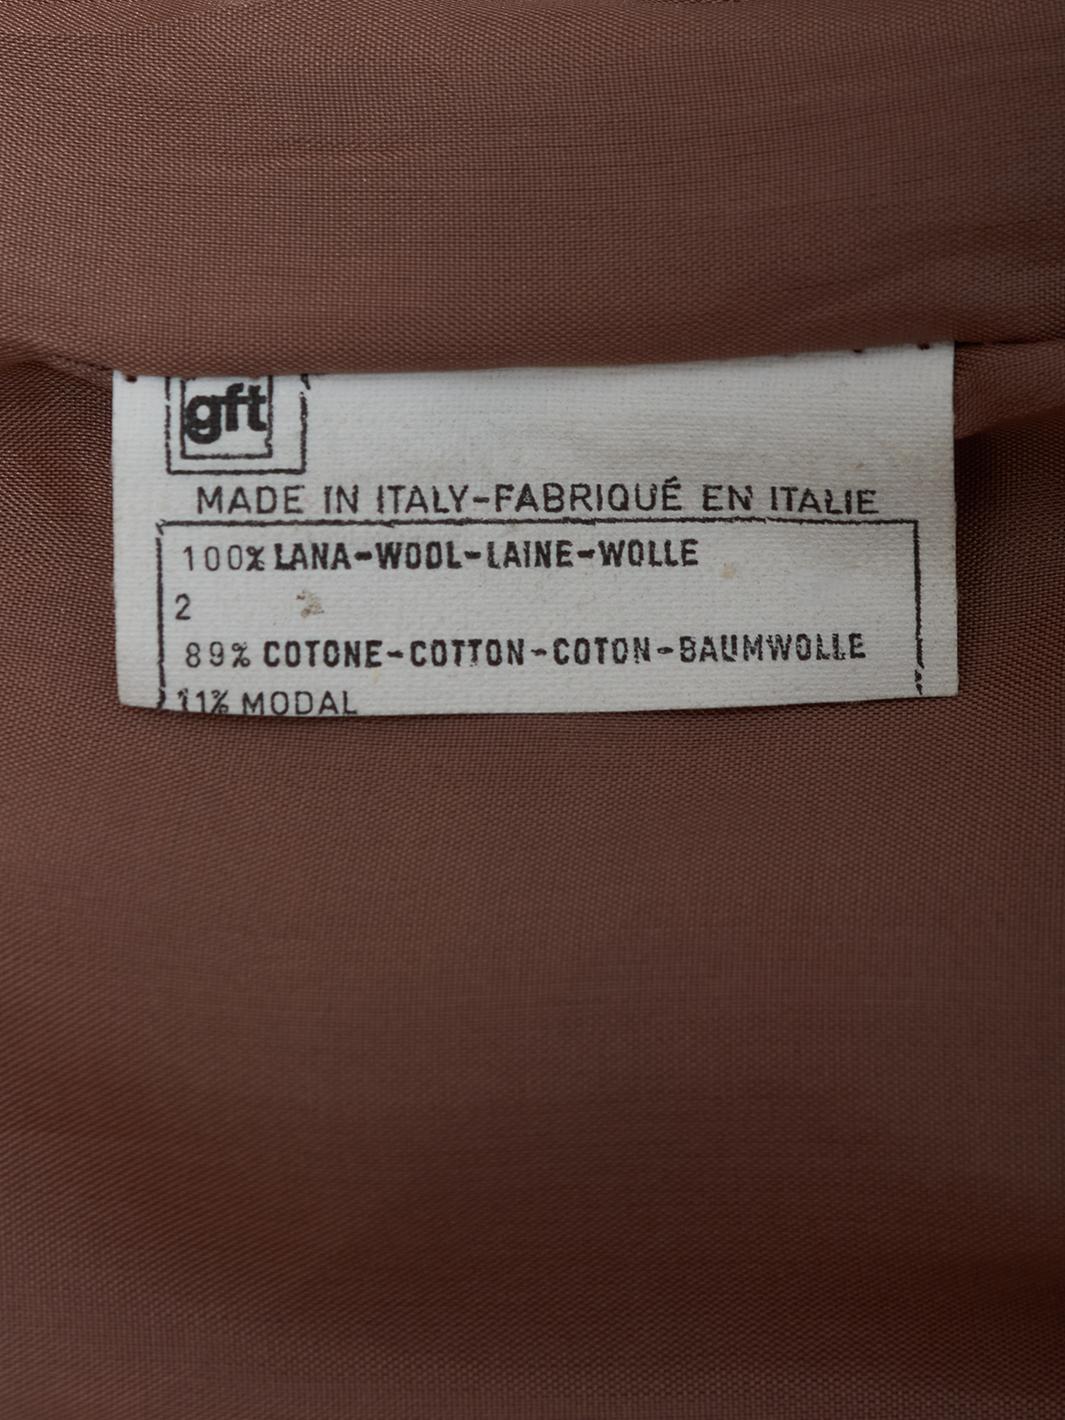 gft
MADE IN ITALY-FABRIQUÉ EN ITALIE
100% LANA-WOOL-LAINE-WOLLE
2
89% COTONE-COTTON-COTON-BAUMWOLLE
11% MODAL